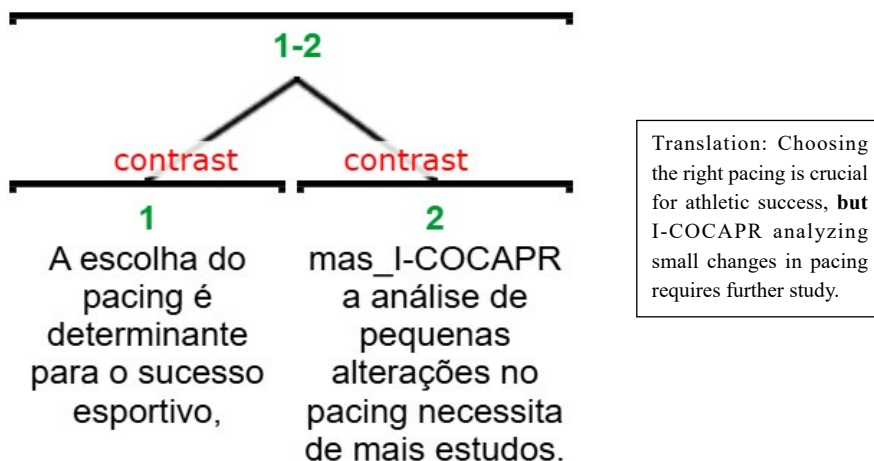 1-2
contrast
contrast
1
A escolha do
pacing é
determinante
para o sucesso
esportivo,
2
mas_I-COCAPR
a análise de
pequenas
alterações no
pacing necessita
de mais estudos.
Translation: Choosing
the right pacing is crucial
for athletic success, but
I-COCAPR analyzing
small changes in pacing
requires further study.